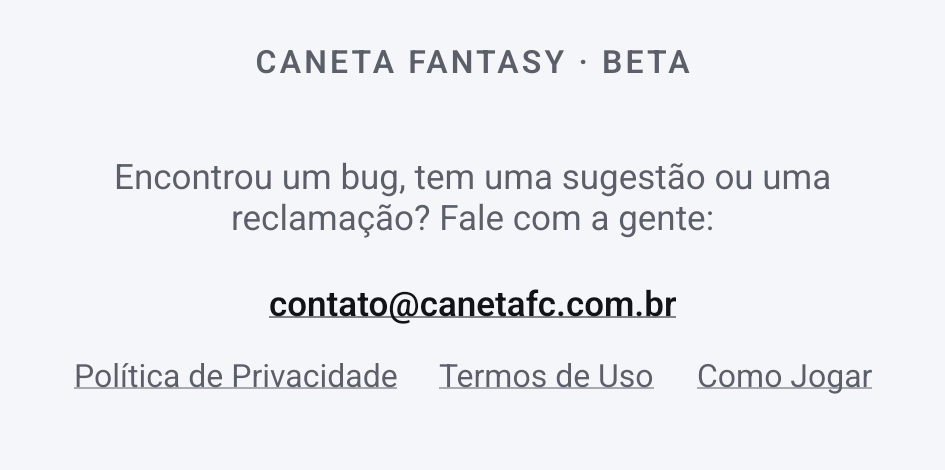 CANETA FANTASY · BETA
Encontrou um bug, tem uma sugestão ou uma
reclamação? Fale com a gente:
contato@canetafc.com.br
Política de Privacidade Termos de Uso Como Jogar